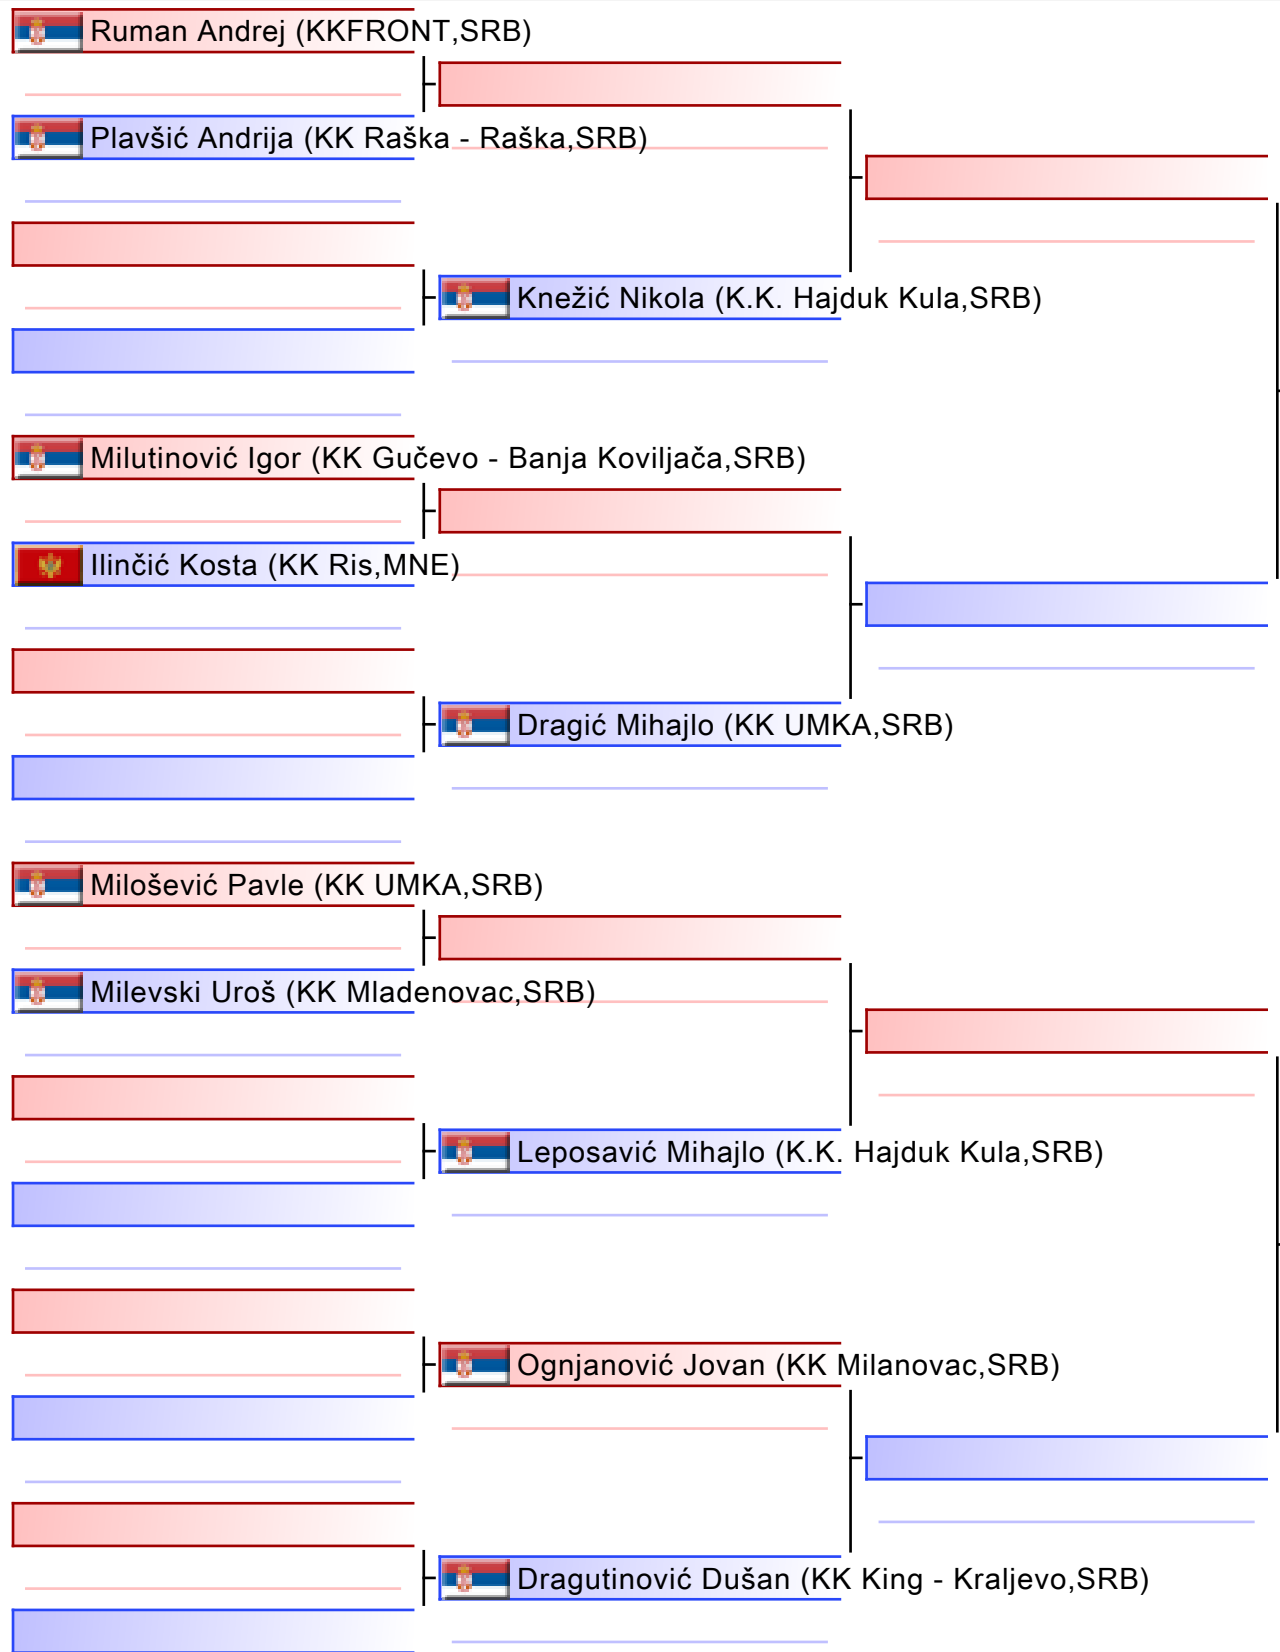 Ruman Andrej (KKFRONT,SRB)
Plavšić Andrija (KK Raška - Raška,SRB)
Knežić Nikola (K.K. Hajduk Kula,SRB)
Milutinović Igor (KK Gučevo - Banja Koviljača,SRB)
Ilinčić Kosta (KK Ris,MNE)
Dragić Mihajlo (KK UMKA,SRB)
Milošević Pavle (KK UMKA,SRB)
Milevski Uroš (KK Mladenovac,SRB)
Leposavić Mihajlo (K.K. Hajduk Kula,SRB)
Ognjanović Jovan (KK Milanovac,SRB)
Dragutinović Dušan (KK King - Kraljevo,SRB)